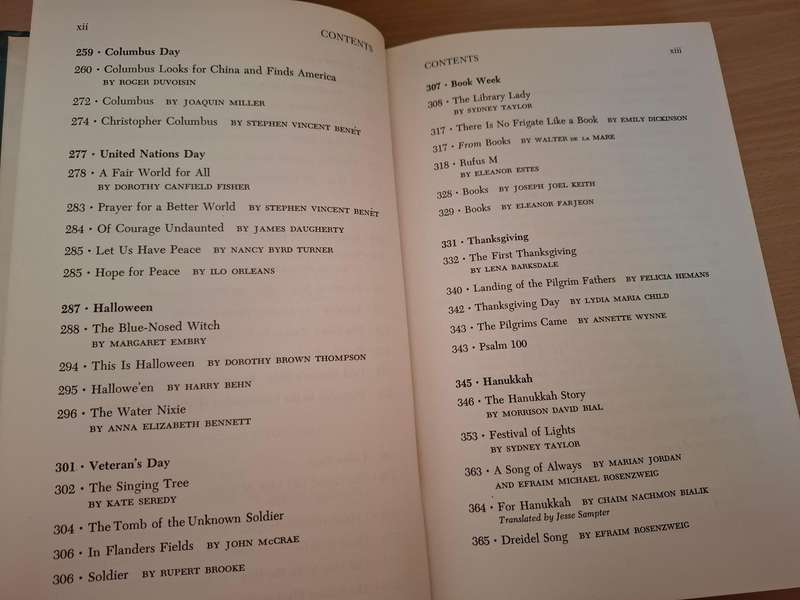 xii
CONTENTS
259 · Columbus Day
260 · Columbus Looks for China and Finds America
BY ROGER DUVOISIN
272 · Columbus BY JOAQUIN MILLER
274 · Christopher Columbus BY STEPHEN VINCENT BENÉT
277 · United Nations Day
278 · A Fair World for All
BY DOROTHY CANFIELD FISHER
283 · Prayer for a Better World BY STEPHEN VINCENT BENÉT
284 · Of Courage Undaunted BY JAMES DAUGHERTY
285 · Let Us Have Peace BY NANCY BYRD TURNER
285 · Hope for Peace BY ILO ORLEANS
287 · Halloween
288 · The Blue-Nosed Witch
BY MARGARET EMBRY
294 · This Is Halloween BY DOROTHY BROWN THOMPSON
295 · Hallowe'en BY HARRY BEHN
296 · The Water Nixie
BY ANNA ELIZABETH BENNETT
301 · Veteran's Day
302 · The Singing Tree
BY KATE SEREDY
304 · The Tomb of the Unknown Soldier
306 · In Flanders Fields BY JOHN McCRAE
306 · Soldier BY RUPERT BROOKE
CONTENTS
xiii
307 · Book Week
308 · The Library Lady
BY SYDNEY TAYLOR
317 · There Is No Frigate Like a Book BY EMILY DICKINSON
317 · From Books BY WALTER DE LA MARE
318 · Rufus M
BY ELEANOR ESTES
328 · Books BY JOSEPH JOEL KEITH
329 · Books BY ELEANOR FARJEON
331 · Thanksgiving
332 · The First Thanksgiving
BY LENA BARKSDALE
340 · Landing of the Pilgrim Fathers BY FELICIA HEMANS
342 · Thanksgiving Day BY LYDIA MARIA CHILD
343 · The Pilgrims Came BY ANNETTE WYNNE
343 · Psalm 100
345 · Hanukkah
346 · The Hanukkah Story
BY MORRISON DAVID BIAL
353 · Festival of Lights
BY SYDNEY TAYLOR
363 · A Song of Always BY MARIAN JORDAN
AND EFRAIM MICHAEL ROSENZWEIG
364 · For Hanukkah BY CHAIM NACHMON BIALIK
Translated by Jesse Sampter
365 · Dreidel Song BY EFRAIM ROSENZWEIG